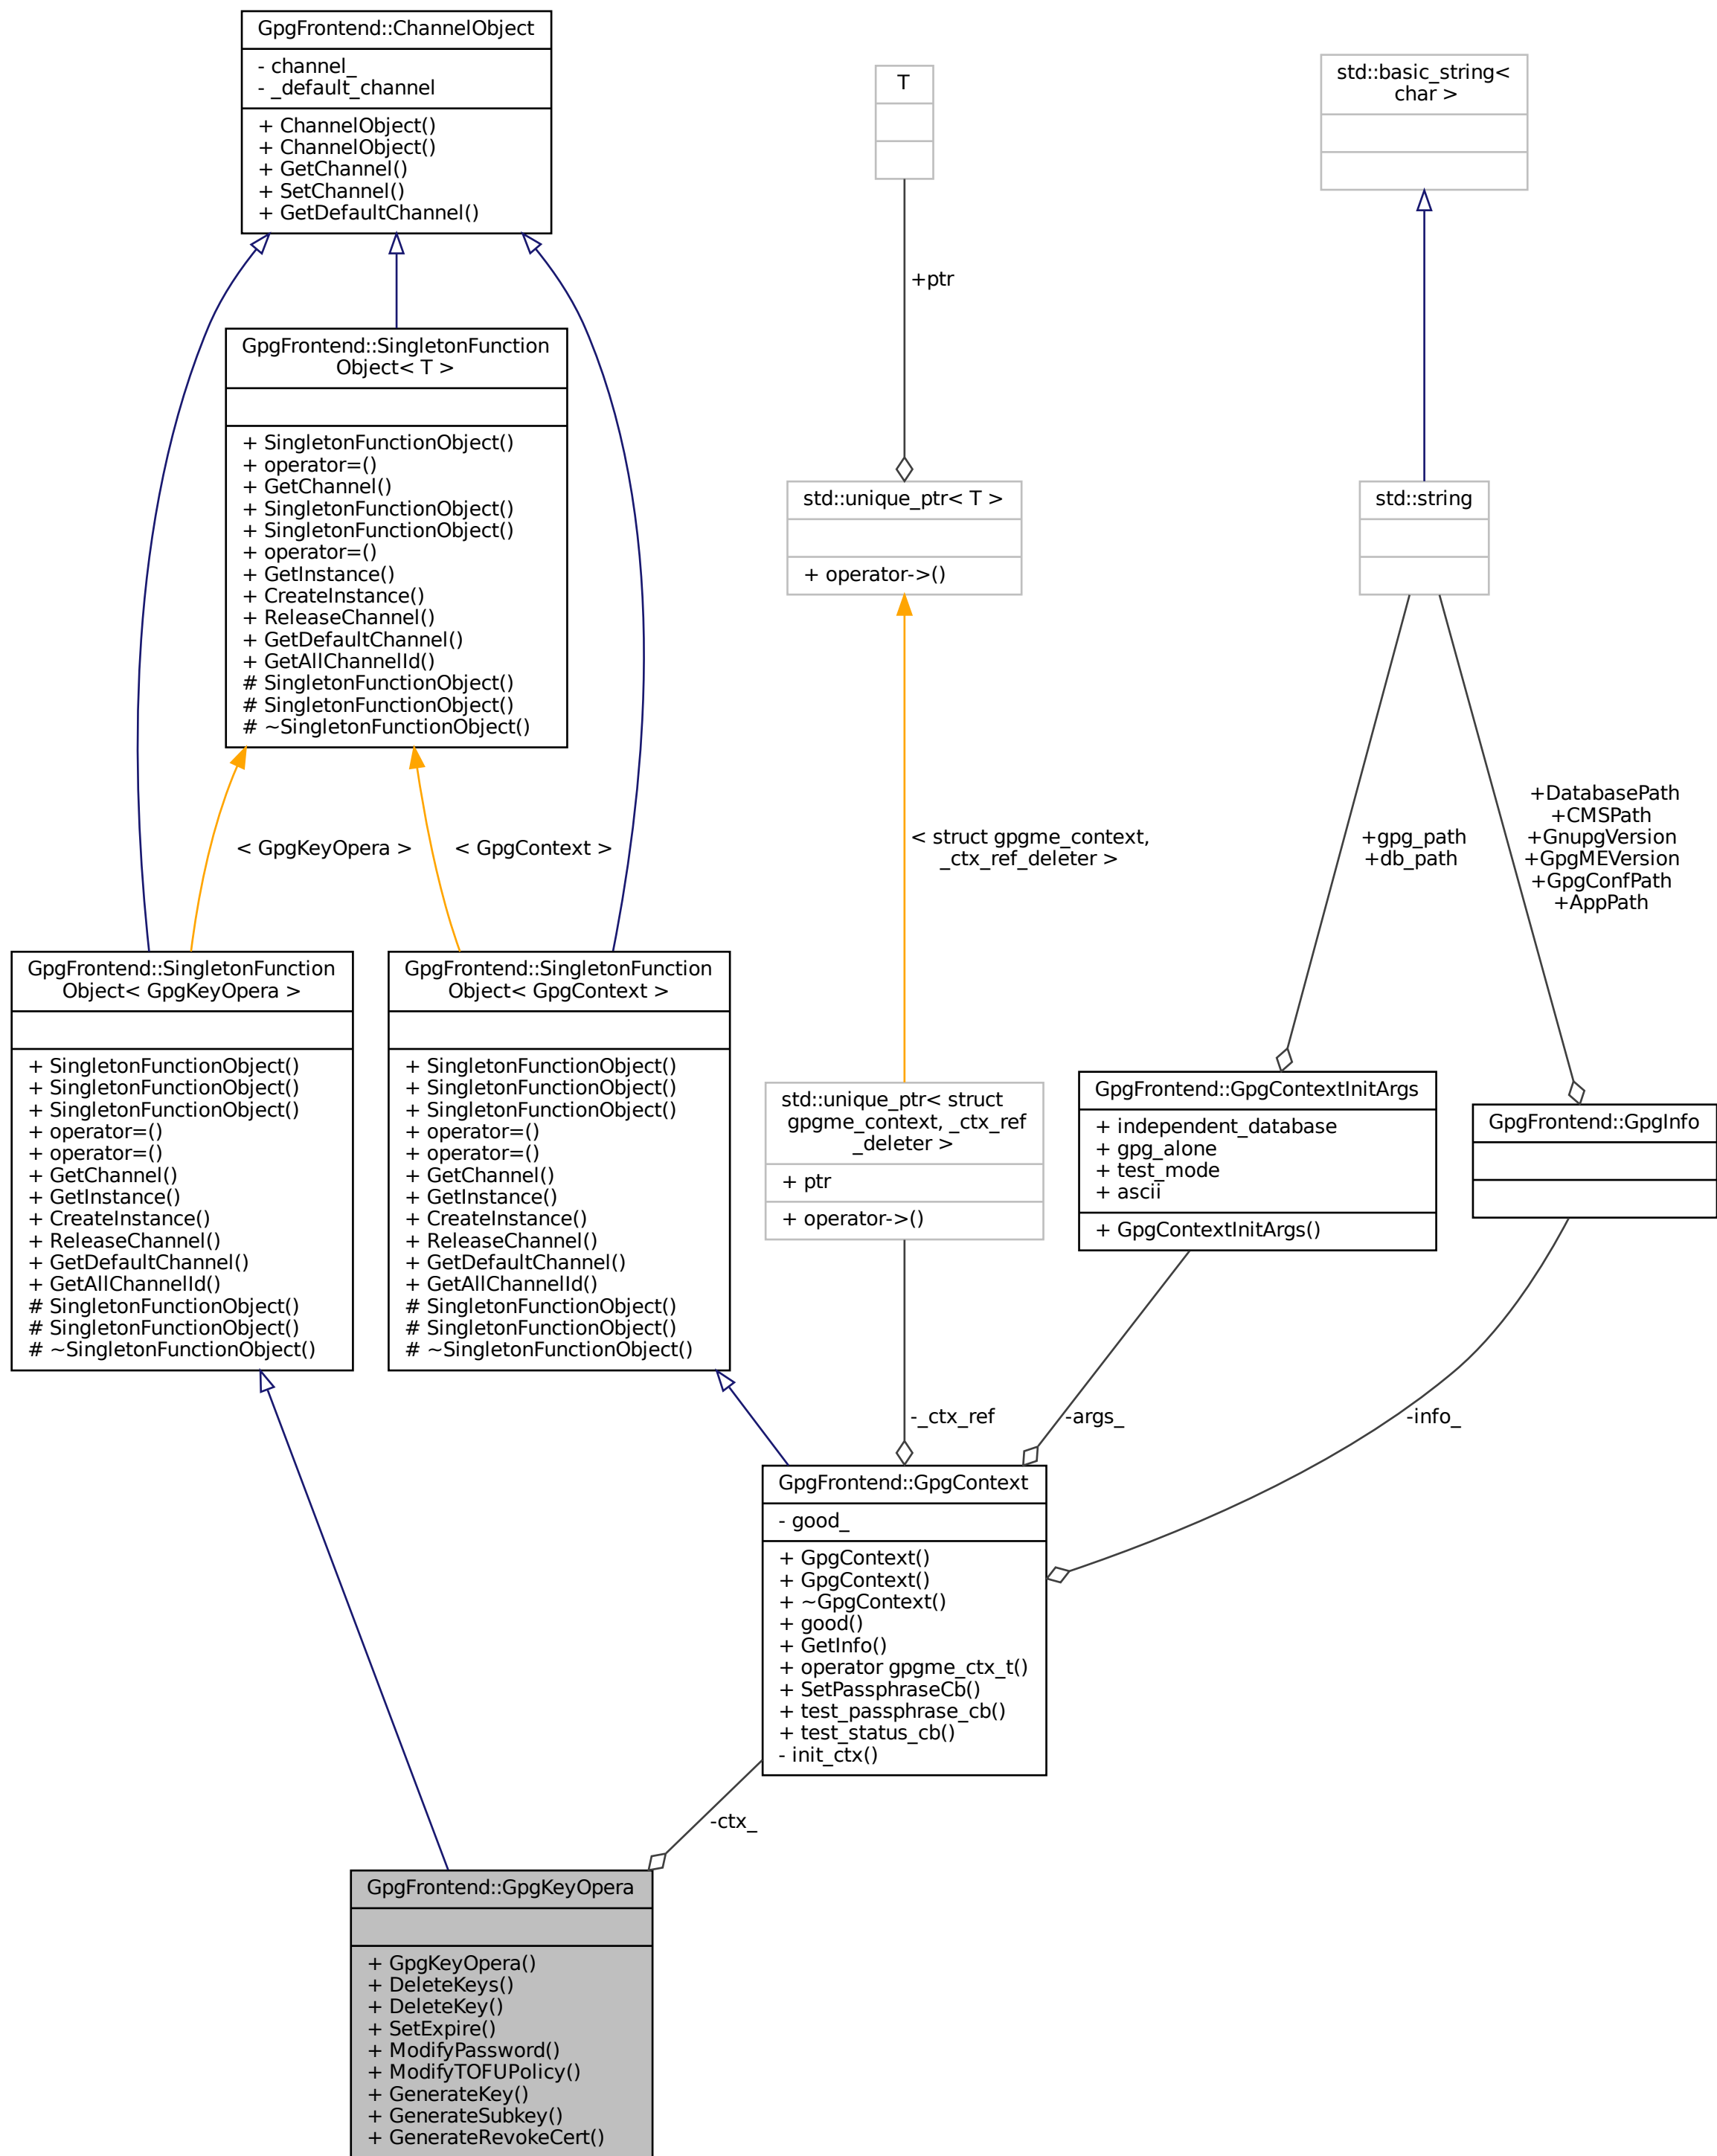 GpgFrontend::ChannelObject
- channel_
- _default_channel
+ ChannelObject()
+ ChannelObject()
+ GetChannel()
+ SetChannel()
+ GetDefaultChannel()
T
std::basic_string<
char >
+ptr
GpgFrontend::SingletonFunction
Object< T >
+ SingletonFunctionObject()
+ operator=()
+ GetChannel()
+ SingletonFunctionObject()
+ SingletonFunctionObject()
+ operator=()
+ GetInstance()
+ CreateInstance()
+ ReleaseChannel()
+ GetDefaultChannel()
+ GetAllChannelId()
# SingletonFunctionObject()
# SingletonFunctionObject()
# ~SingletonFunctionObject()
std::unique_ptr< T >
+ operator->()
std::string
< GpgKeyOpera >
< GpgContext >
< struct gpgme_context,
_ctx_ref_deleter >
+gpg_path
+db_path
+DatabasePath
+CMSPath
+GnupgVersion
+GpgMEVersion
+GpgConfPath
+AppPath
GpgFrontend::SingletonFunction
Object< GpgKeyOpera >
+ SingletonFunctionObject()
+ SingletonFunctionObject()
+ SingletonFunctionObject()
+ operator=()
+ operator=()
+ GetChannel()
+ GetInstance()
+ CreateInstance()
+ ReleaseChannel()
+ GetDefaultChannel()
+ GetAllChannelId()
# SingletonFunctionObject()
# SingletonFunctionObject()
# ~SingletonFunctionObject()
GpgFrontend::SingletonFunction
Object< GpgContext >
+ SingletonFunctionObject()
+ SingletonFunctionObject()
+ SingletonFunctionObject()
+ operator=()
+ operator=()
+ GetChannel()
+ GetInstance()
+ CreateInstance()
+ ReleaseChannel()
+ GetDefaultChannel()
+ GetAllChannelId()
# SingletonFunctionObject()
# SingletonFunctionObject()
# ~SingletonFunctionObject()
std::unique_ptr< struct
gpgme_context, _ctx_ref
_deleter >
+ ptr
+ operator->()
GpgFrontend::GpgContextInitArgs
+ independent_database
+ gpg_alone
+ test_mode
+ ascii
+ GpgContextInitArgs()
GpgFrontend::GpgInfo
-_ctx_ref
-args_
-info_
GpgFrontend::GpgContext
- good_
+ GpgContext()
+ GpgContext()
+ ~GpgContext()
+ good()
+ GetInfo()
+ operator gpgme_ctx_t()
+ SetPassphraseCb()
+ test_passphrase_cb()
+ test_status_cb()
- init_ctx()
-ctx_
GpgFrontend::GpgKeyOpera
+ GpgKeyOpera()
+ DeleteKeys()
+ DeleteKey()
+ SetExpire()
+ ModifyPassword()
+ ModifyTOFUPolicy()
+ GenerateKey()
+ GenerateSubkey()
+ GenerateRevokeCert()